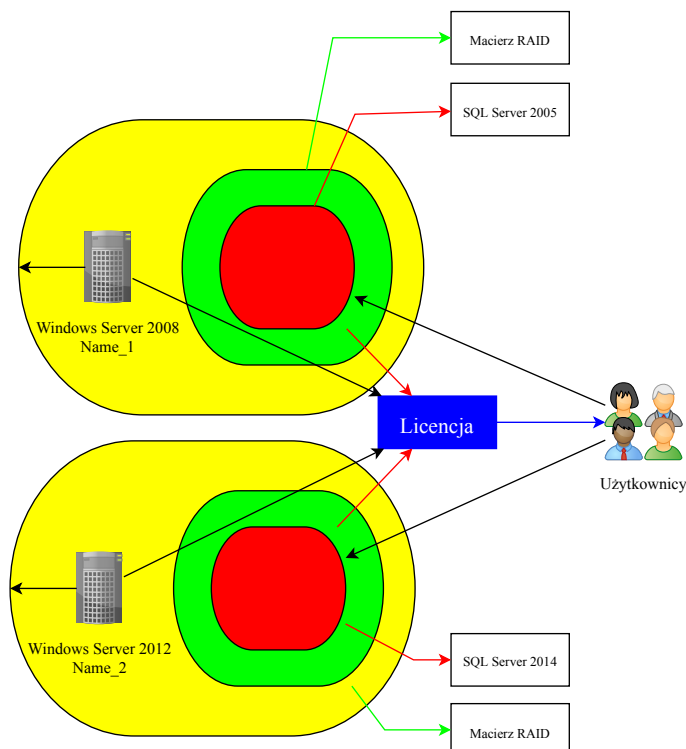 Macierz RAID
SQL Server 2005
Windows Server 2008
Name_1
Licencja
Użytkownicy
Windows Server 2012
Name_2
SQL Server 2014
Macierz RAID